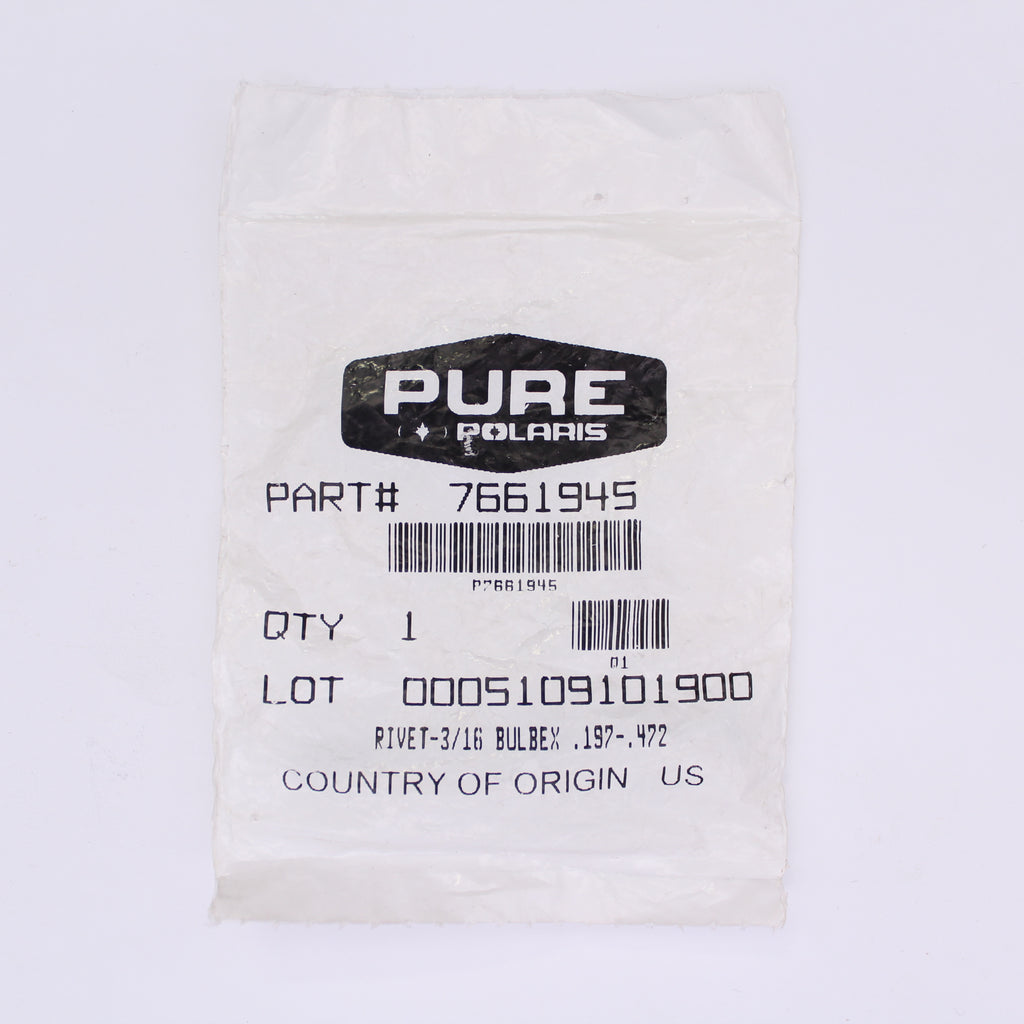 PURE
POLARIS
PART# 7661945
P7661945
QTY 1
01
LOT 0005109101900
RIVET-3/16 BULBEX .197-.472
COUNTRY OF ORIGIN US